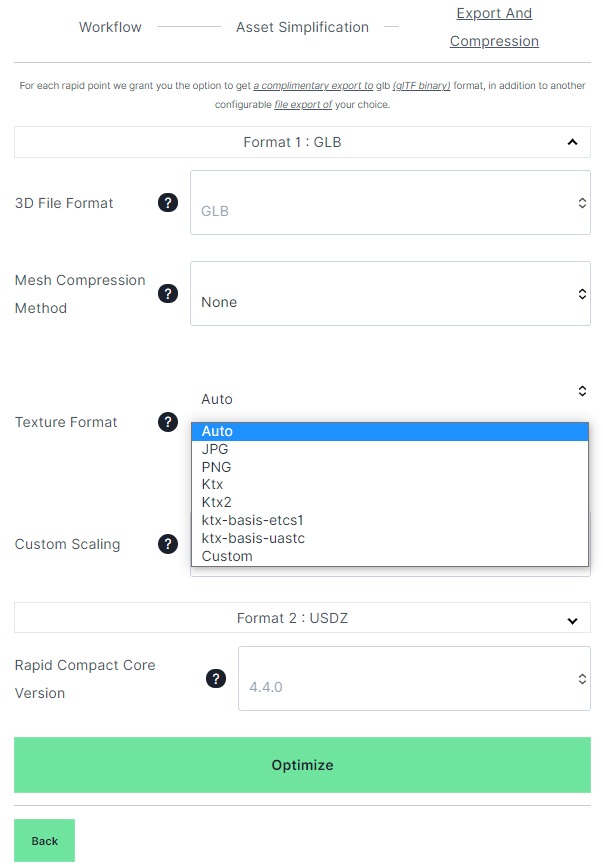 Workflow
Asset Simplification
Export And
Compression
For each rapid point we grant you the option to get a complimentary export to glb (glTF binary) format, in addition to another
configurable file export of your choice.
Format 1 : GLB
3D File Format
?
GLB
Mesh Compression
Method
?
None
Texture Format
?
Auto
Auto
JPG
PNG
Ktx
Ktx2
ktx-basis-etcs1
ktx-basis-uastc
Custom
Custom Scaling
?
Format 2 : USDZ
Rapid Compact Core
Version
?
4.4.0
Optimize
Back